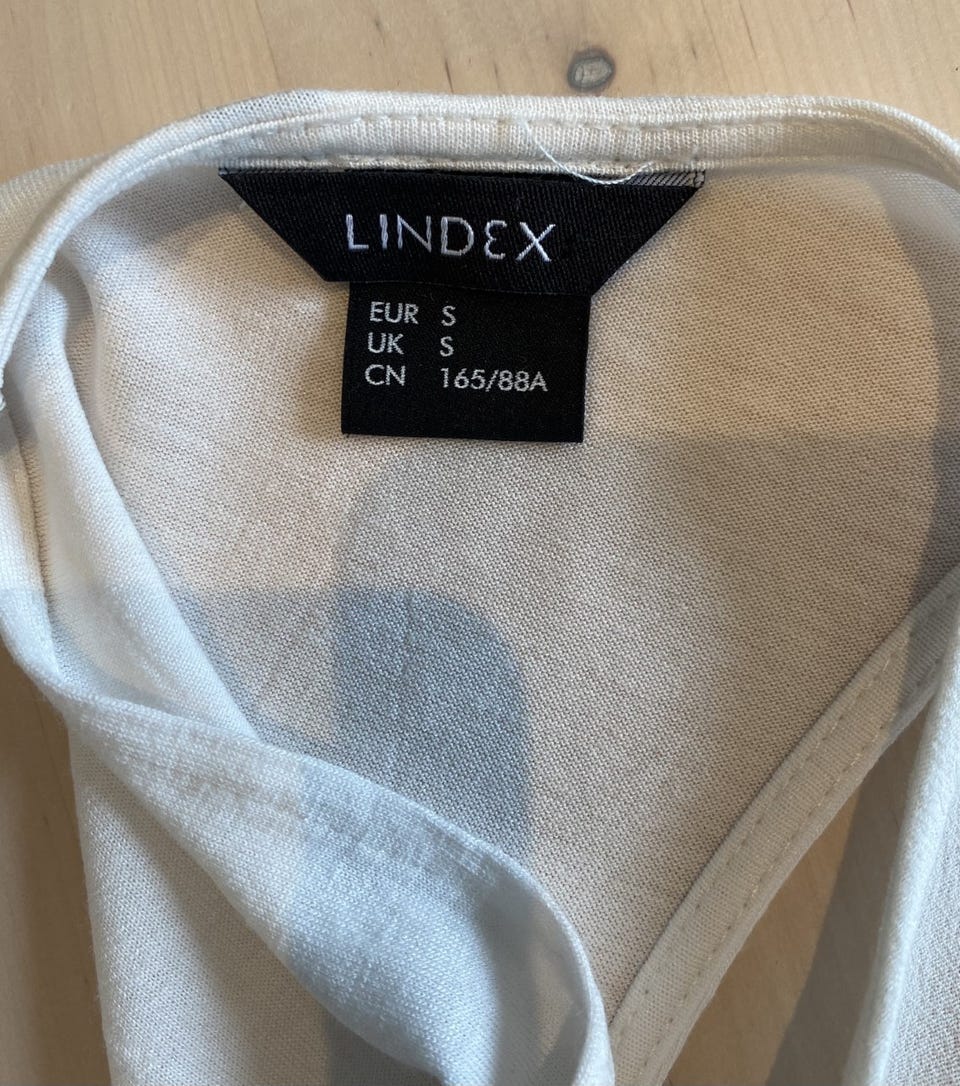 LINDEX
EUR S
UK S
CN 165/88A